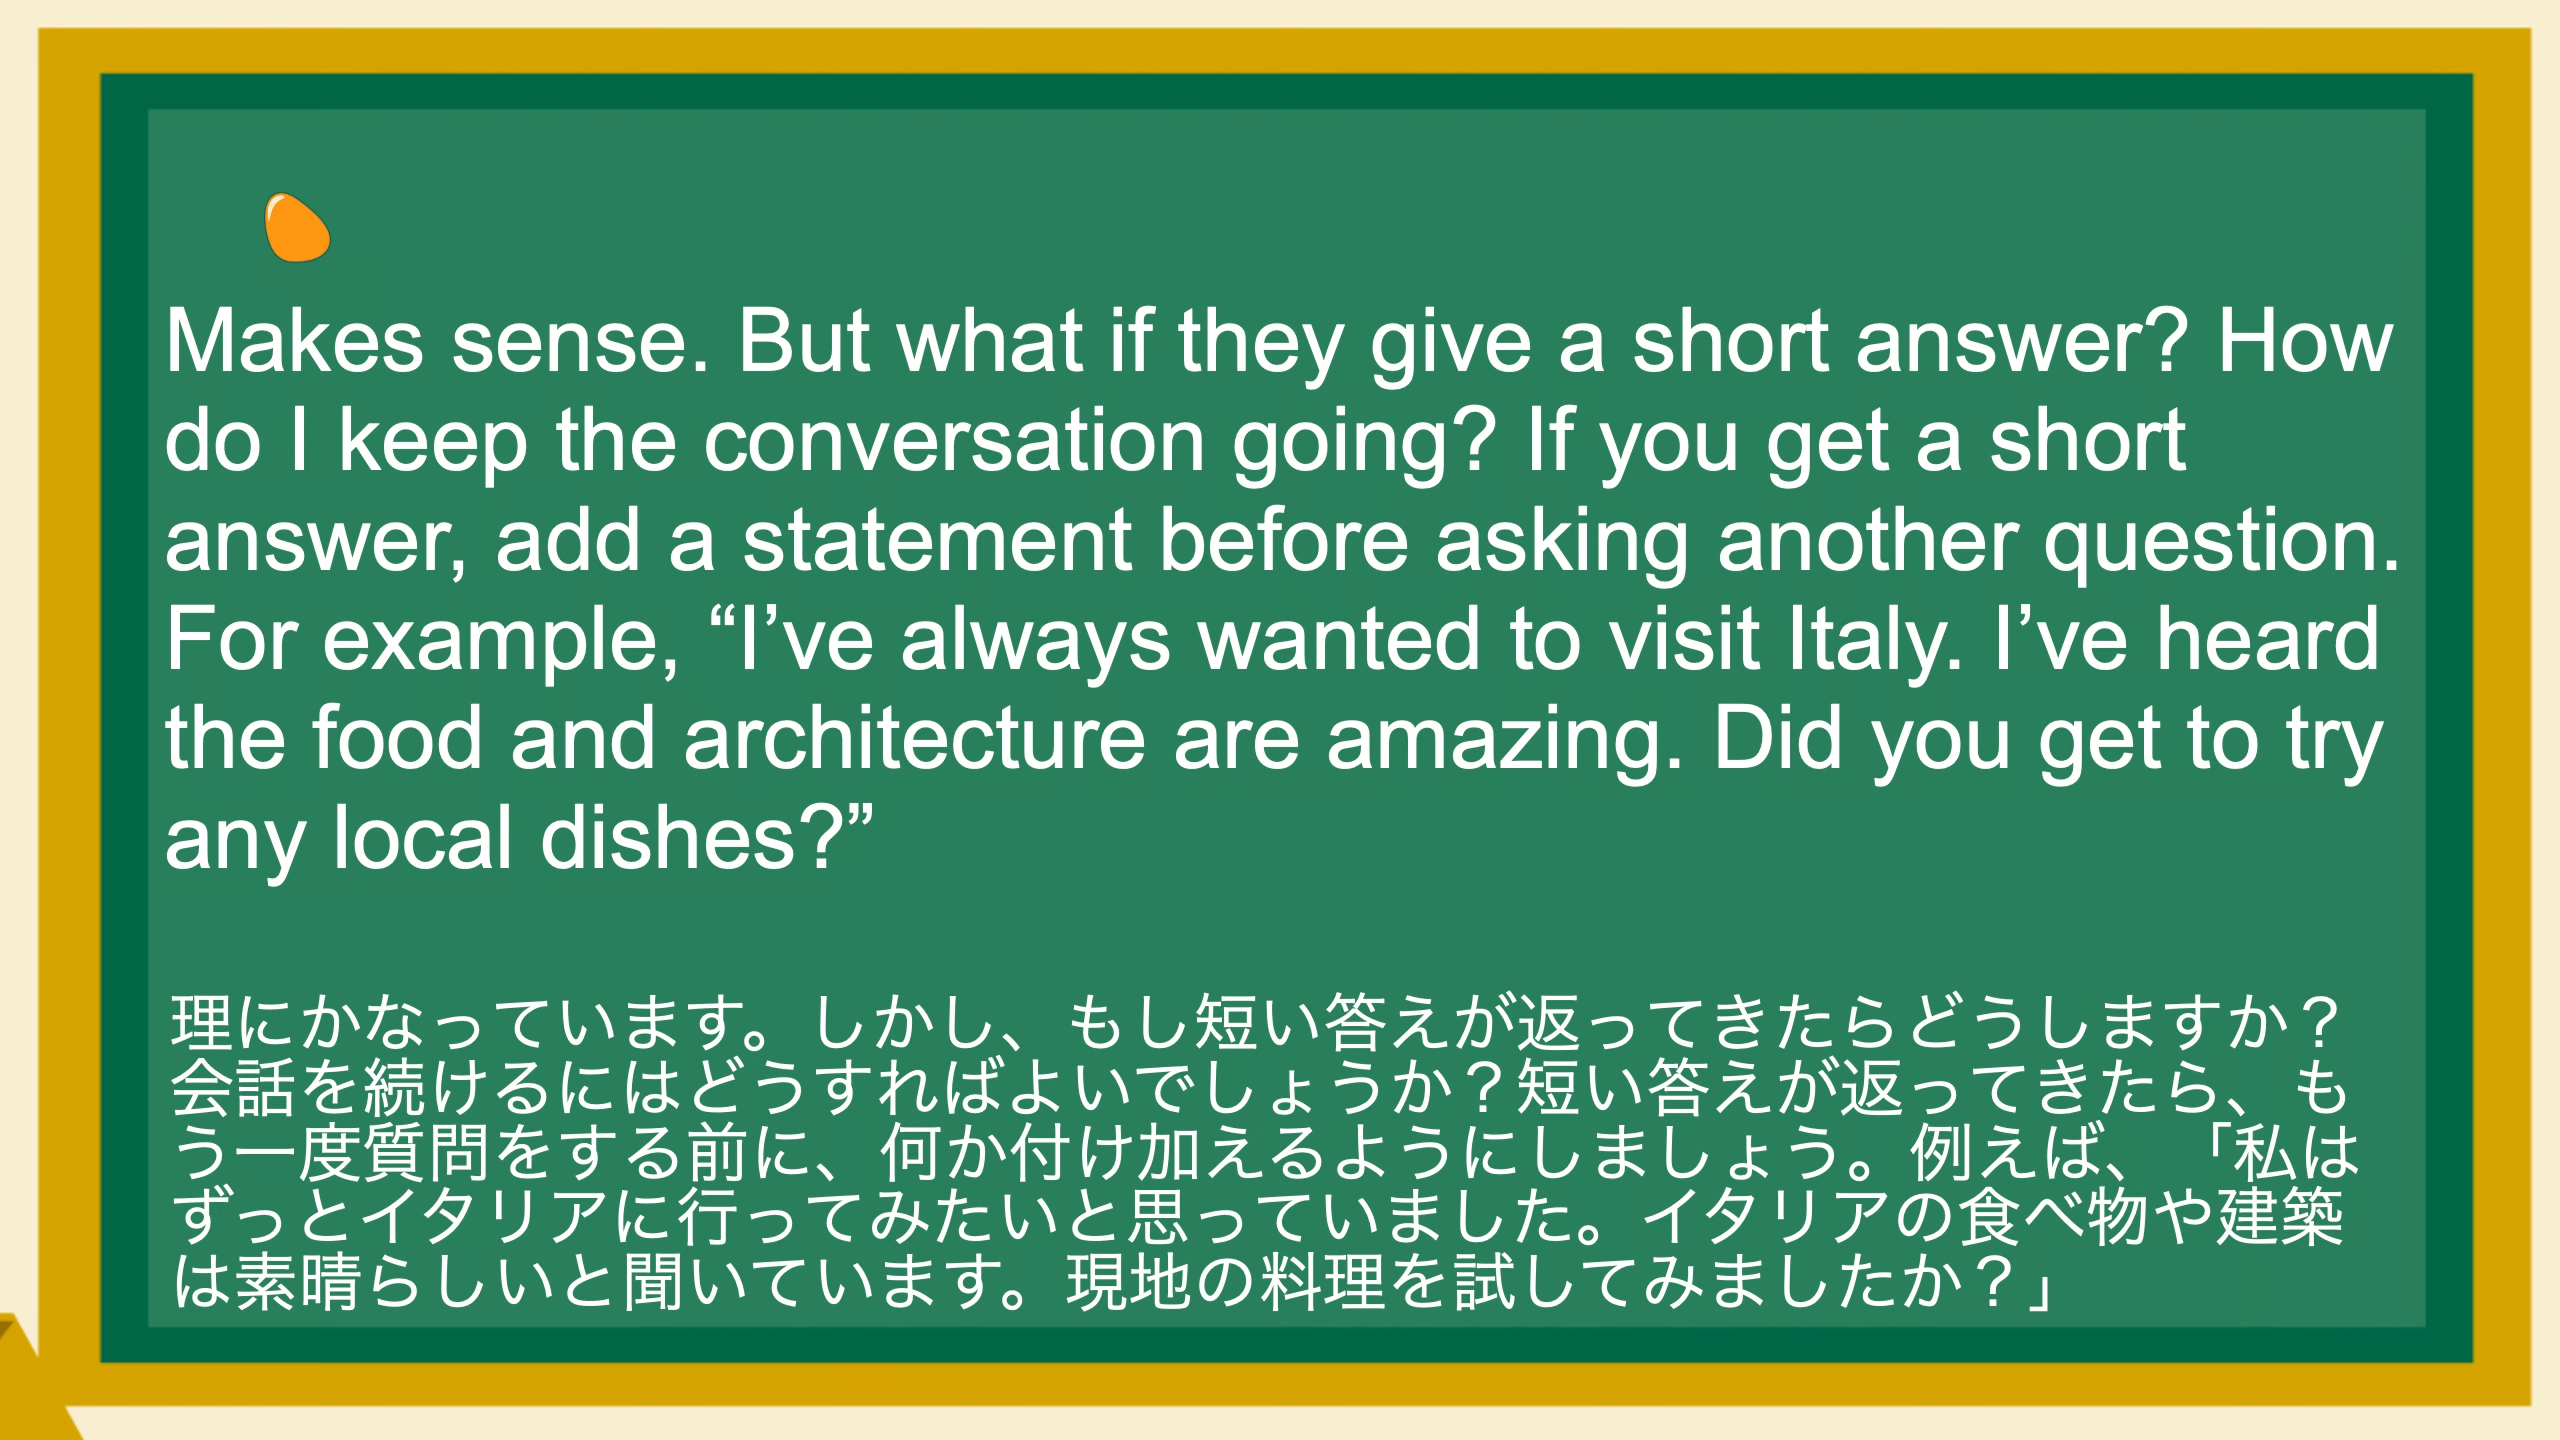 Makes sense. But what if they give a short answer? How
do I keep the conversation going? If you get a short
answer, add a statement before asking another question.
For example, “I’ve always wanted to visit Italy. I’ve heard
the food and architecture are amazing. Did you get to try
any local dishes?”
理にかなっています。しかし、もし短い答えが返ってきたらどうしますか？
会話を続けるにはどうすればよいでしょうか？短い答えが返ってきたら、も
う一度質問をする前に、何か付け加えるようにしましょう。例えば、「私は
ずっとイタリアに行ってみたいと思っていました。イタリアの食べ物や建築
は素晴らしいと聞いています。現地の料理を試してみましたか？」